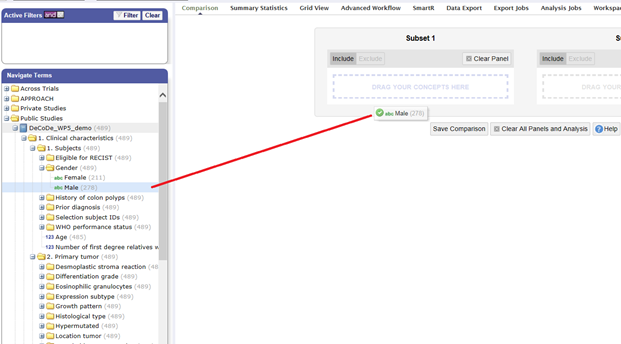 Comparison Summary Statistics Grid View Advanced Workflow SmartR Data Export Export Jobs Analysis Jobs Workspa
Active Filters and Filter Clear
Navigate Terms
Across Trials
APPROACH
Private Studies
Public Studies
DeCoDe_WP5_demo (489)
1. Clinical characteristics (489)
1. Subjects (489)
Eligible for RECIST (489)
Gender (489)
abc Female (211)
abc Male (278)
History of colon polyps (489)
Prior diagnosis (489)
Selection subject IDs (489)
WHO performance status (489)
123 Age (485)
123 Number of first degree relatives w
2. Primary tumor (489)
Desmoplastic stroma reaction (48
Differentiation grade (489)
Eosinophilic granulocytes (489)
Expression subtype (489)
Growth pattern (489)
Histological type (489)
Hypermutated (489)
Location tumor (489)
Subset 1
Include Exclude Clear Panel
DRAG YOUR CONCEPTS HERE
abc Male (278)
Su
Include Exclude
DRAG YOUR
Save Comparison Clear All Panels and Analysis Help